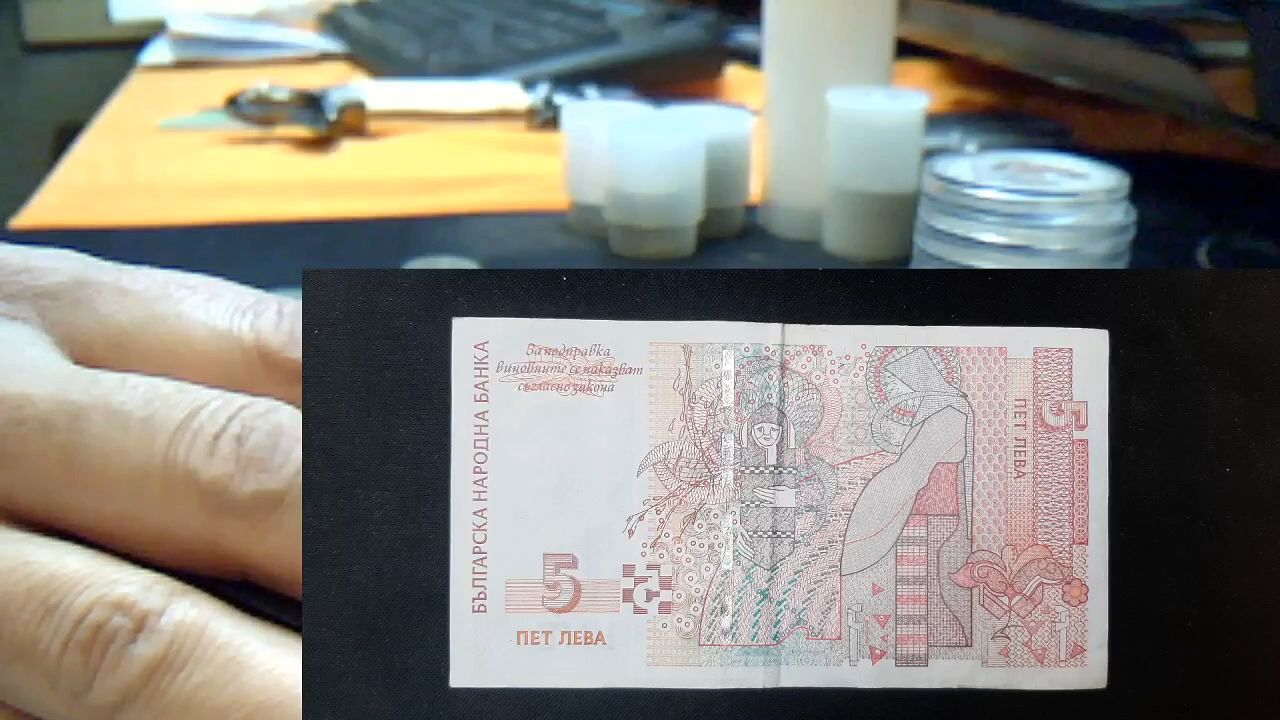 БЪЛГАРСКА НАРОДНА БАНКА
За подправка
виновните се наказват
съгласно закона
5
ПЕТ ЛЕВА
ПЕТ ЛЕВА
5